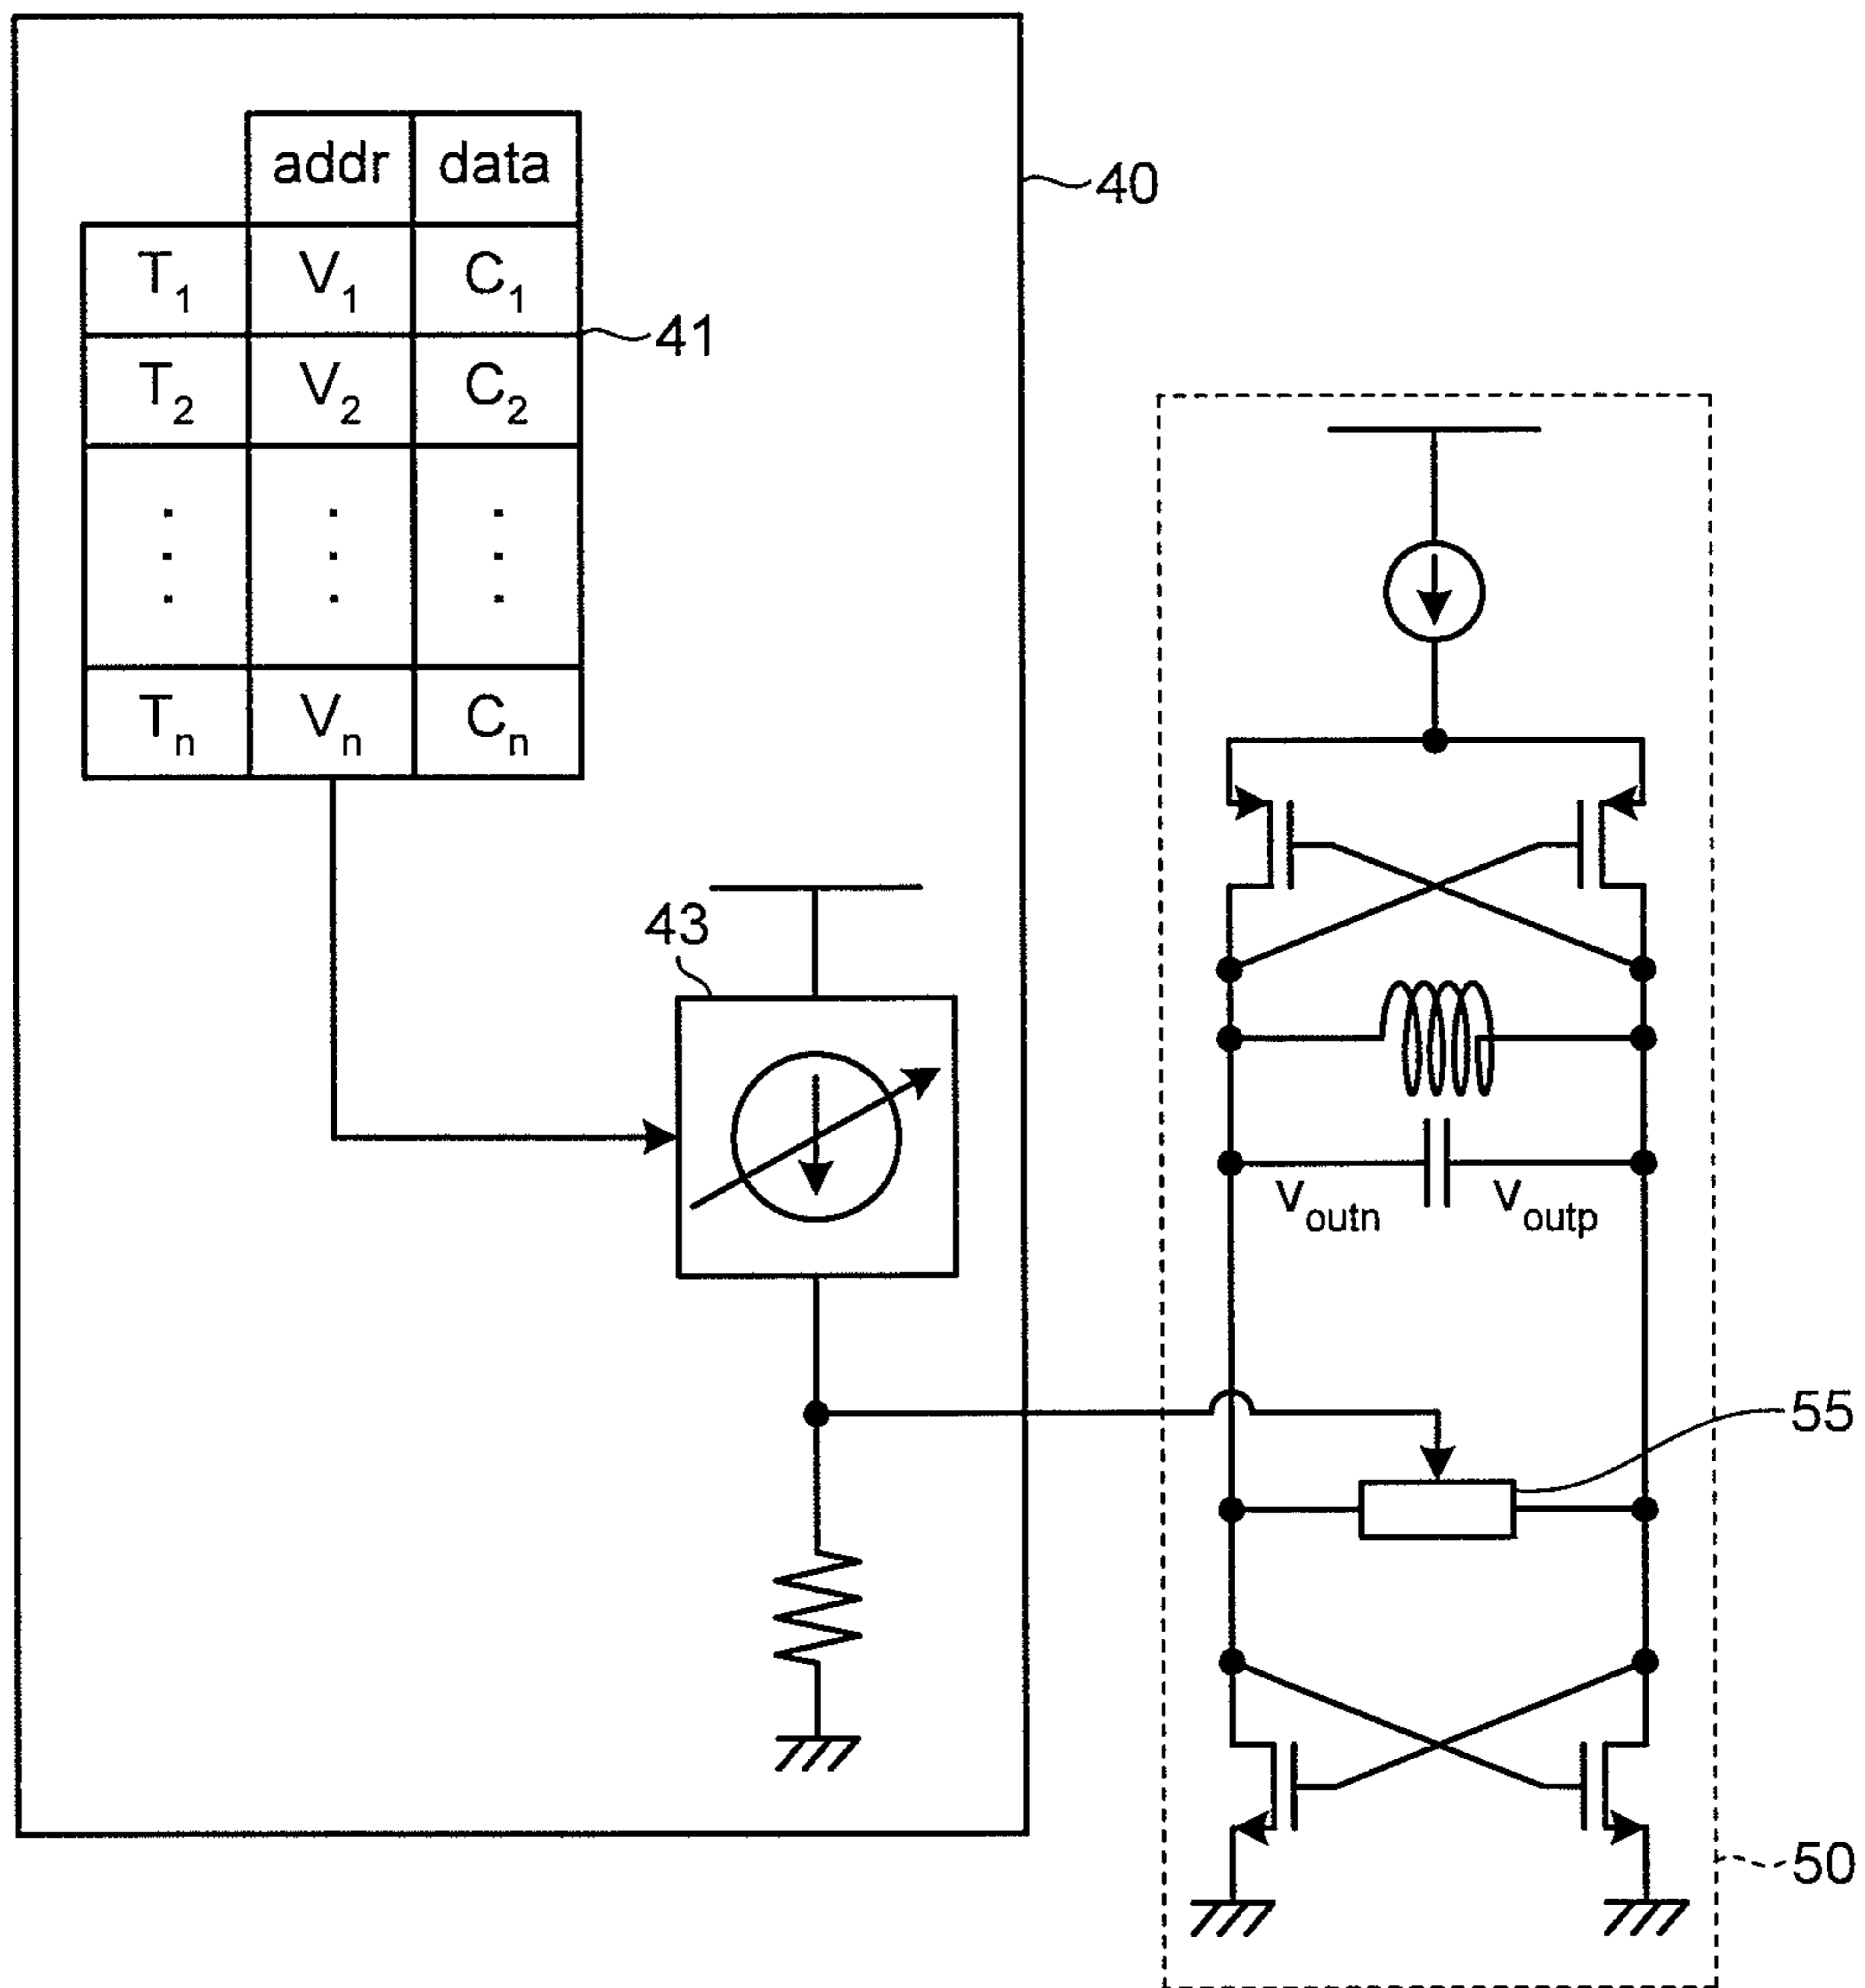 addr data
40
T1 V1 C1
41
T2 V2 C2
⋮ ⋮ ⋮
Tn Vn Cn
43
Voutn Voutp
55
50